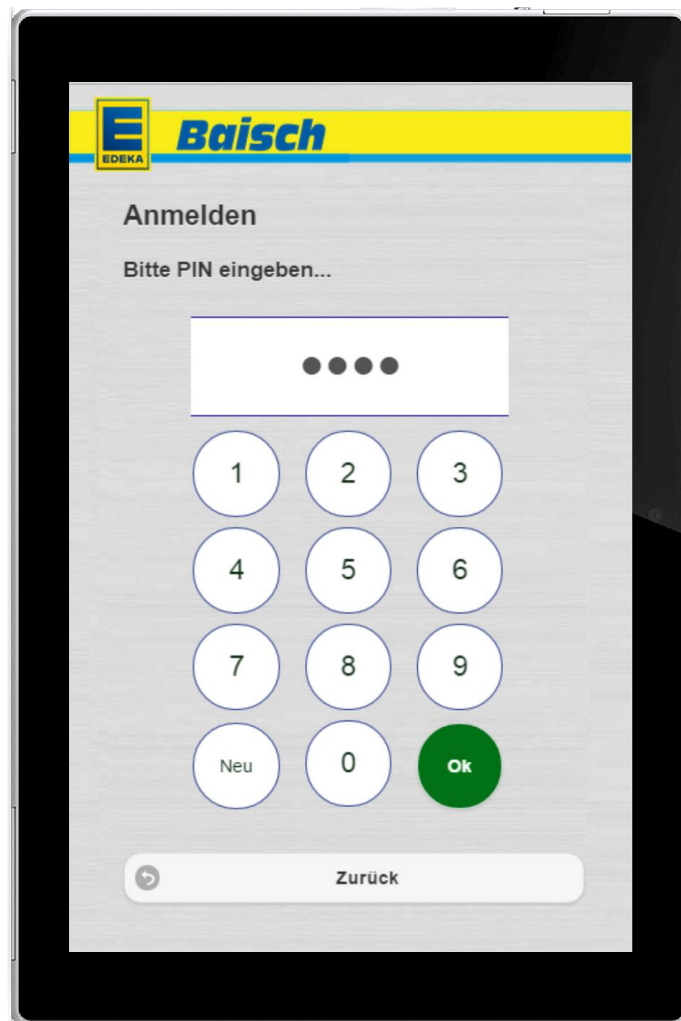 E
EDEKA
Baisch
Anmelden
Bitte PIN eingeben...
●●●●
1 2 3
4 5 6
7 8 9
Neu 0 Ok
Zurück